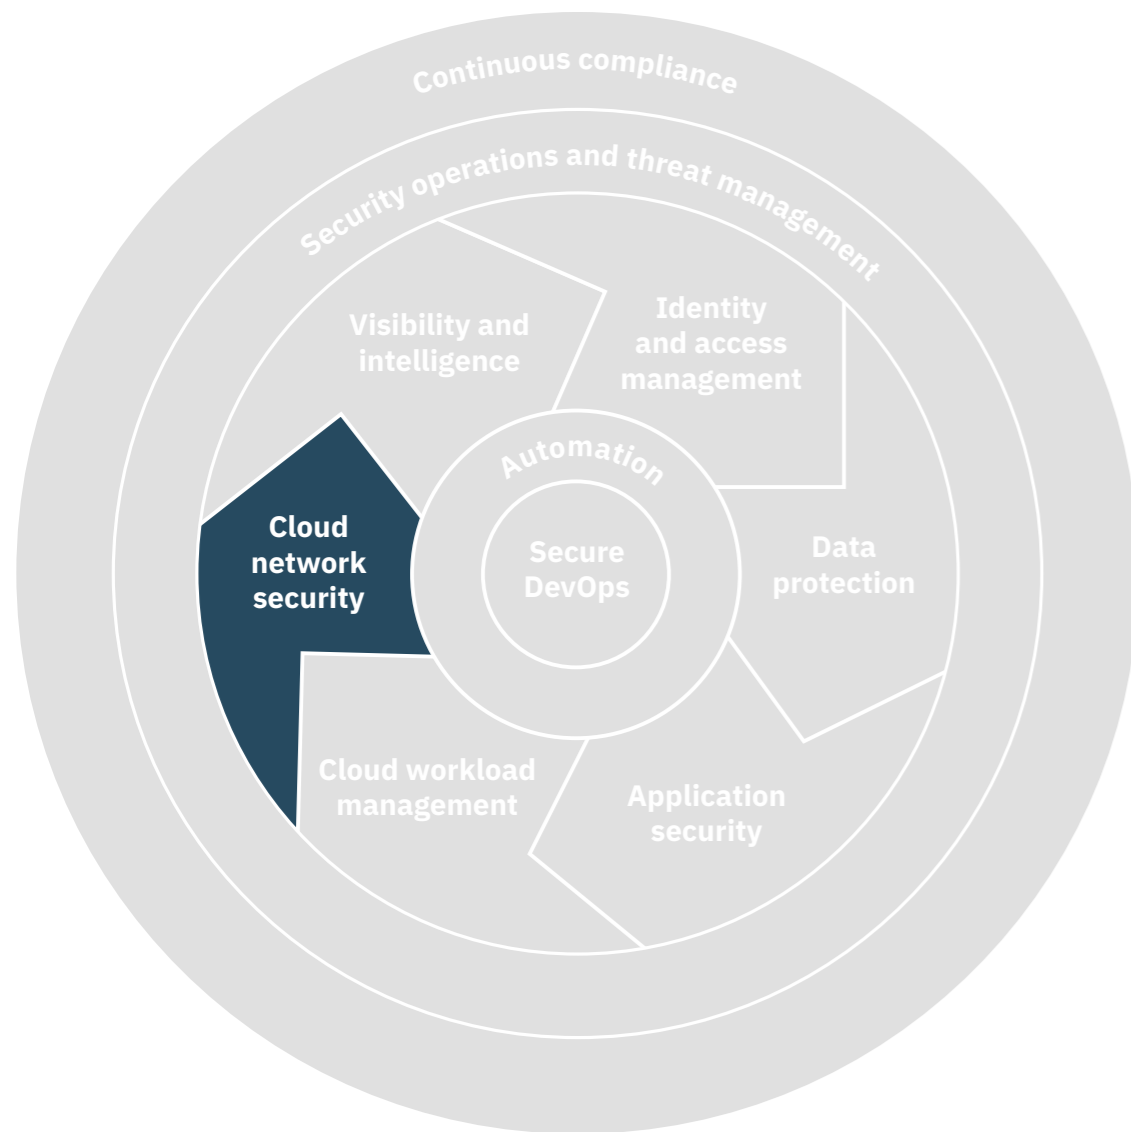 Continuous compliance
Security operations and threat management
Visibility and
intelligence
Identity
and access
management
Automation
Secure
DevOps
Cloud
network
security
Data
protection
Cloud workload
management
Application
security